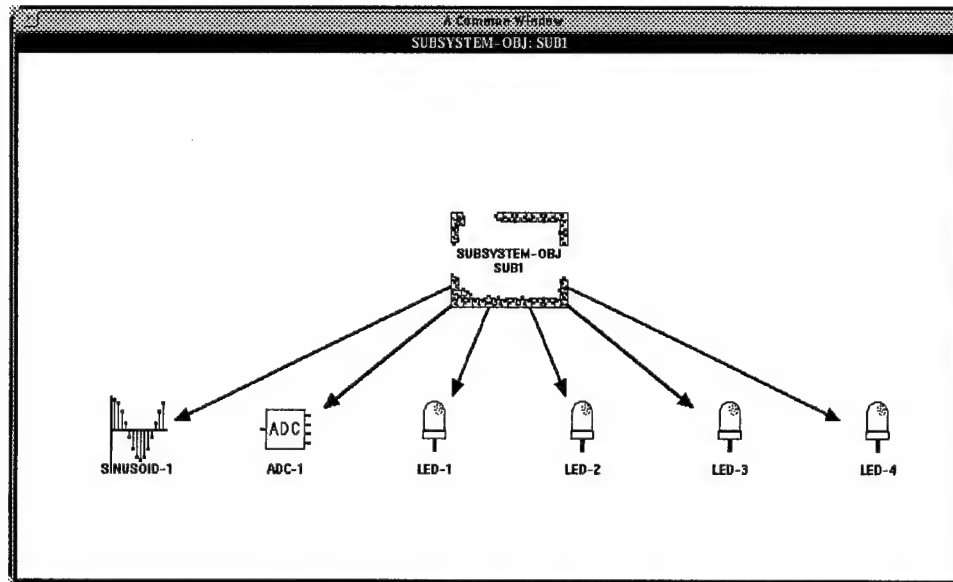 A Common Window
SUBSYSTEM-OBJ: SUB1
SUBSYSTEM-OBJ
SUB1
ADC
SINUSOID-1
ADC-1
LED-1
LED-2
LED-3
LED-4